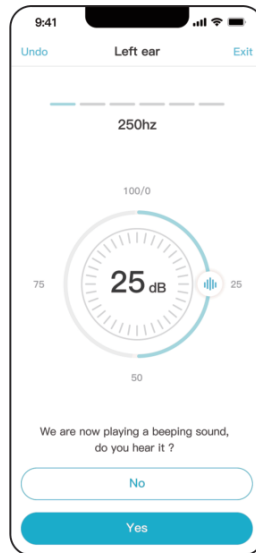 9:41
Undo Left ear Exit
250hz
100/0
75 25 dB 25
50
We are now playing a beeping sound,
do you hear it ?
No
Yes